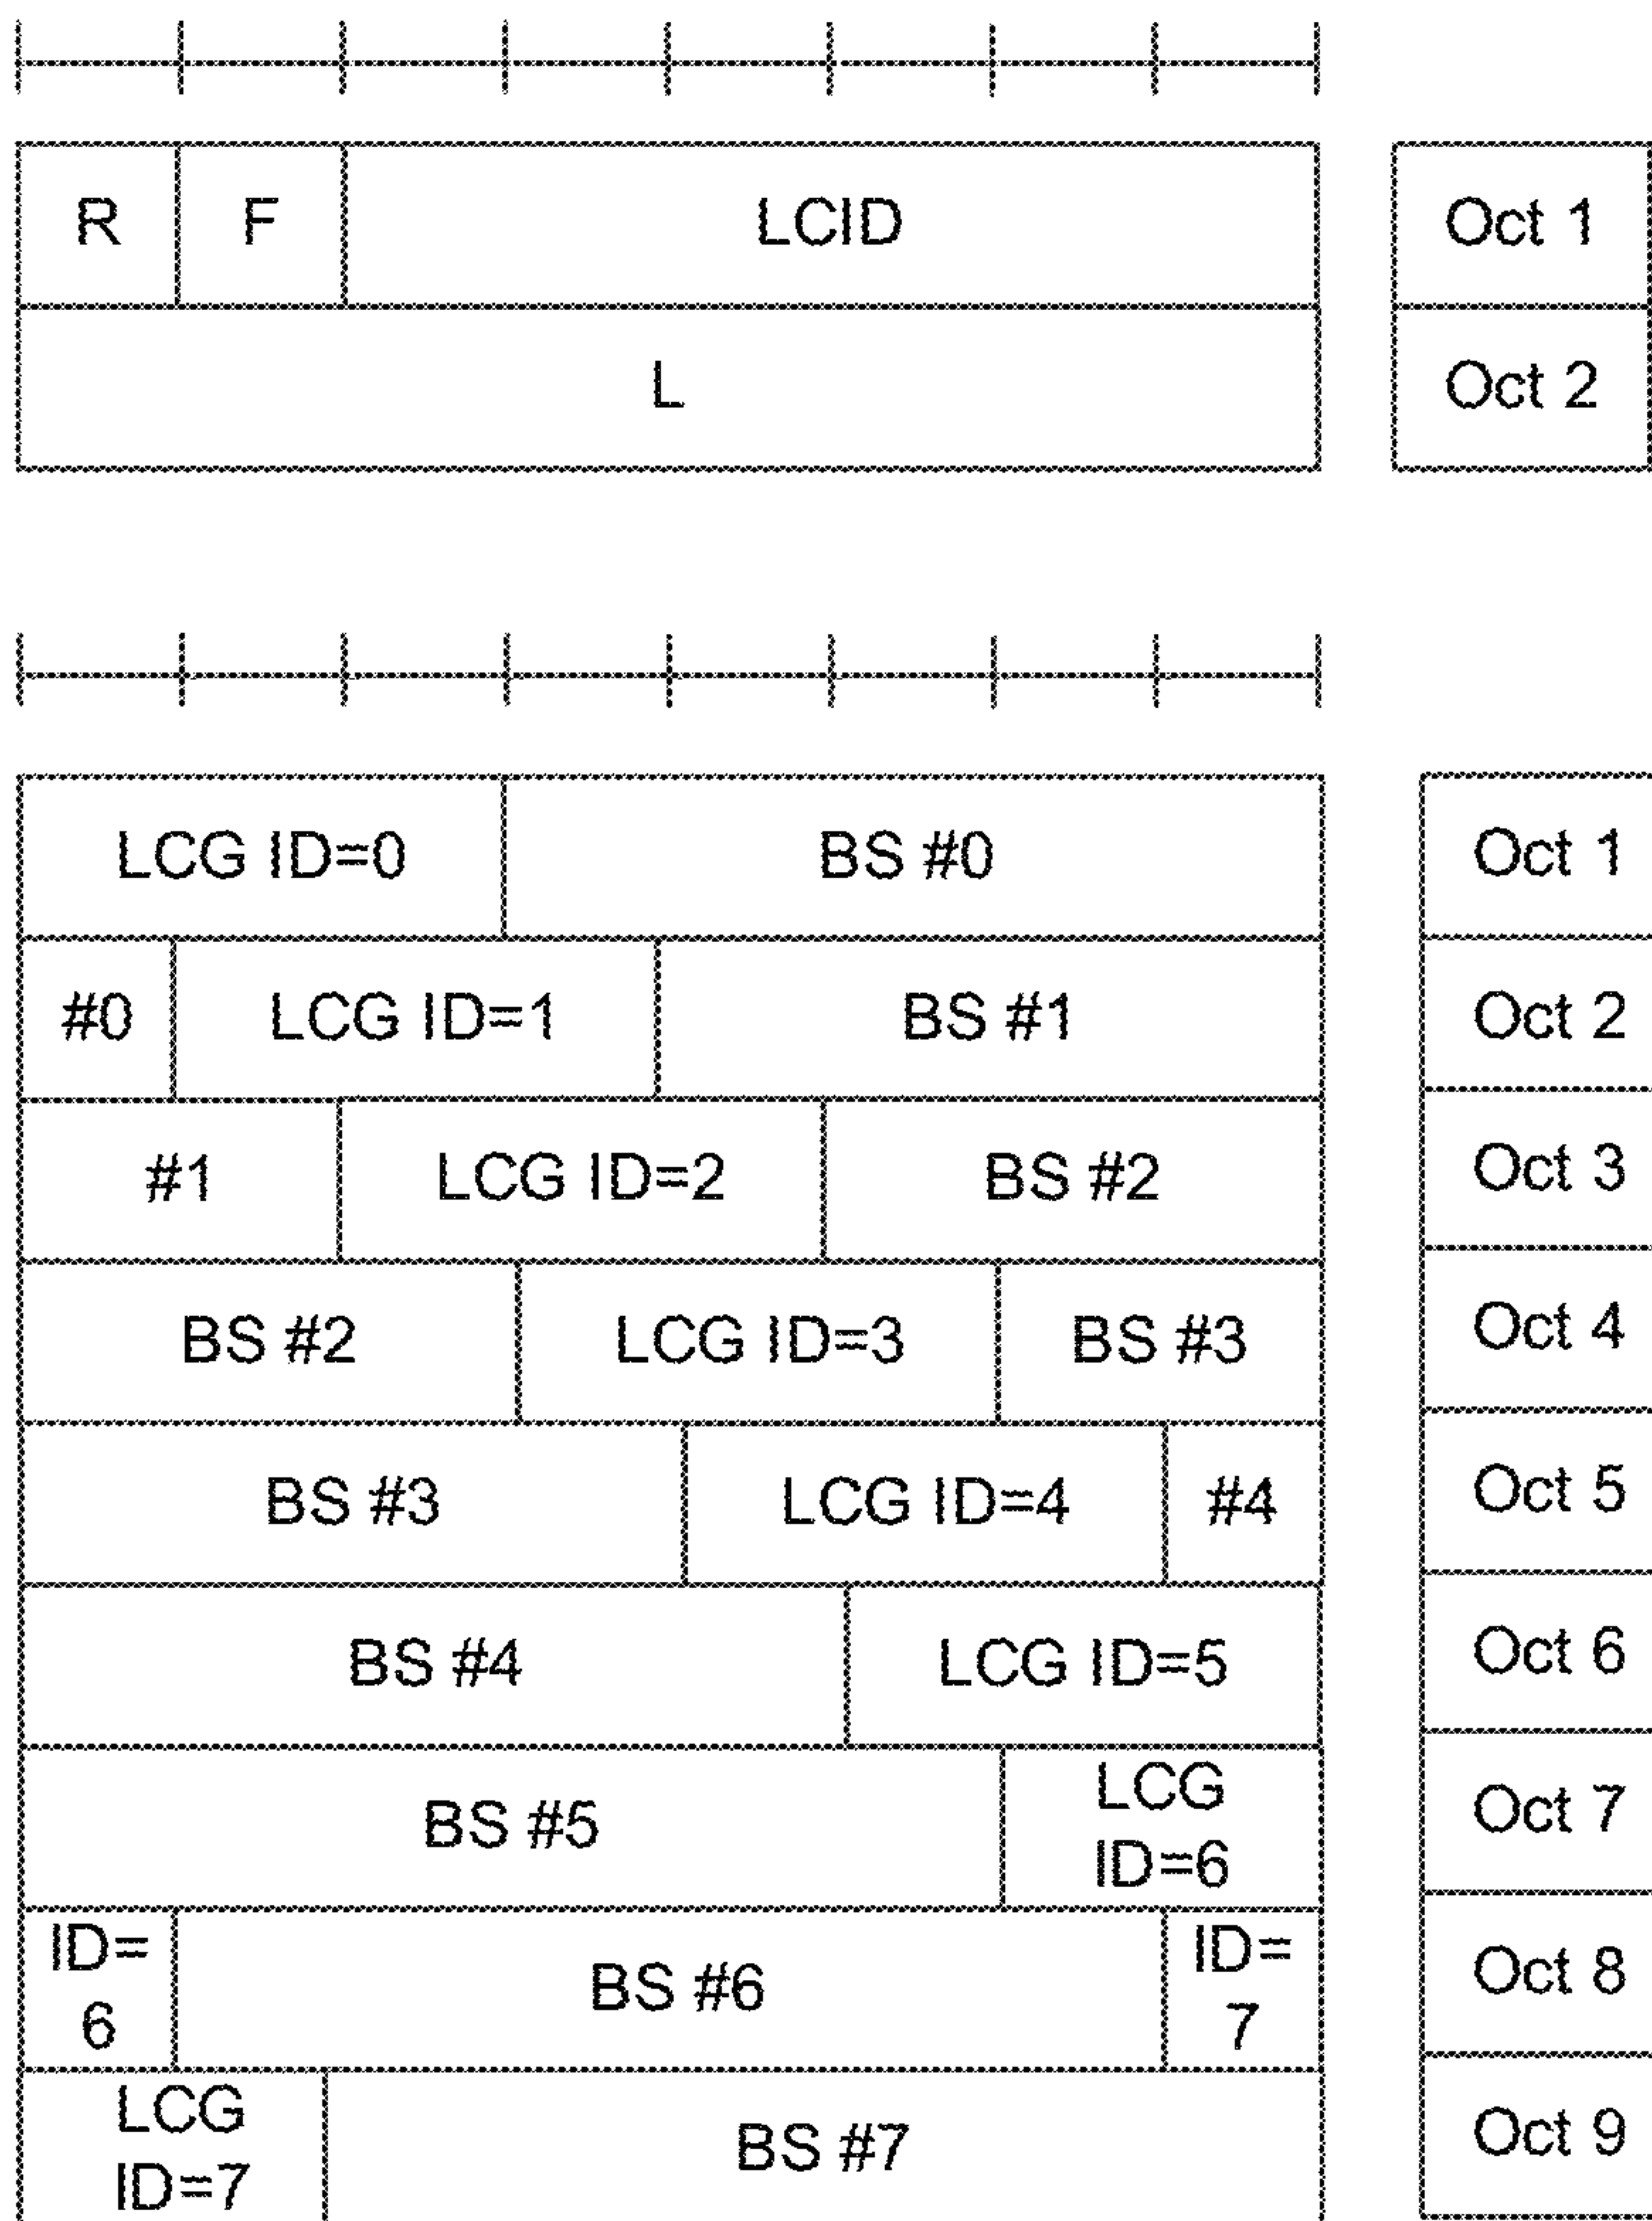 R F LCID Oct 1
L Oct 2
LCG ID=0 BS #0 Oct 1
#0 LCG ID=1 BS #1 Oct 2
#1 LCG ID=2 BS #2 Oct 3
BS #2 LCG ID=3 BS #3 Oct 4
BS #3 LCG ID=4 #4 Oct 5
BS #4 LCG ID=5 Oct 6
BS #5 LCG
ID=6 Oct 7
ID=
6 BS #6 ID=
7 Oct 8
LCG
ID=7 BS #7 Oct 9